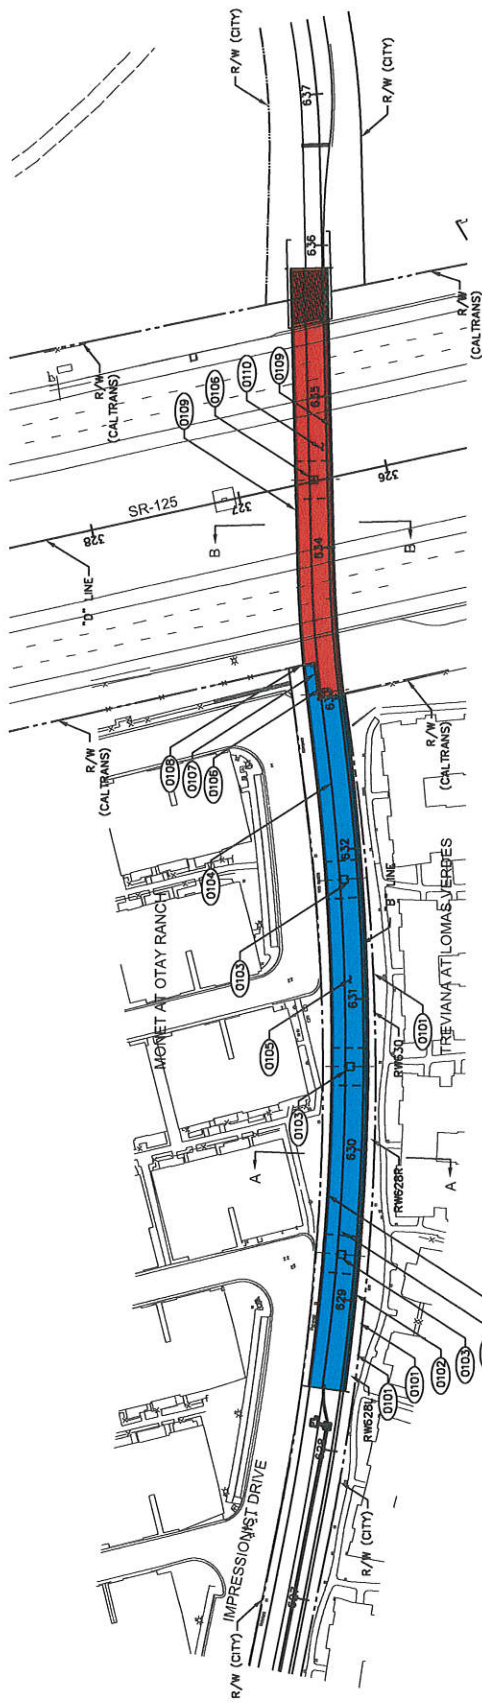 R/W (CITY)
637
R/W (CITY)
636
R/W
(CALTRANS)
R/W
(CALTRANS)
0109
0106
0110
0109
635
326
327
SR-125
328
B
B
634
"D" LINE
R/W
(CALTRANS)
R/W
(CALTRANS)
0108
0107
0106
0104
632
MONET AT OTAY RANCH
0103
"B" LINE
TREVIANA AT LOMAS VERDES
0105
631
0101
RW630
0103
630
RW628R
A
A
629
0103
0102
0101
0101
RW628L
628
R/W (CITY)
IMPRESSIONIST DRIVE
R/W (CITY)